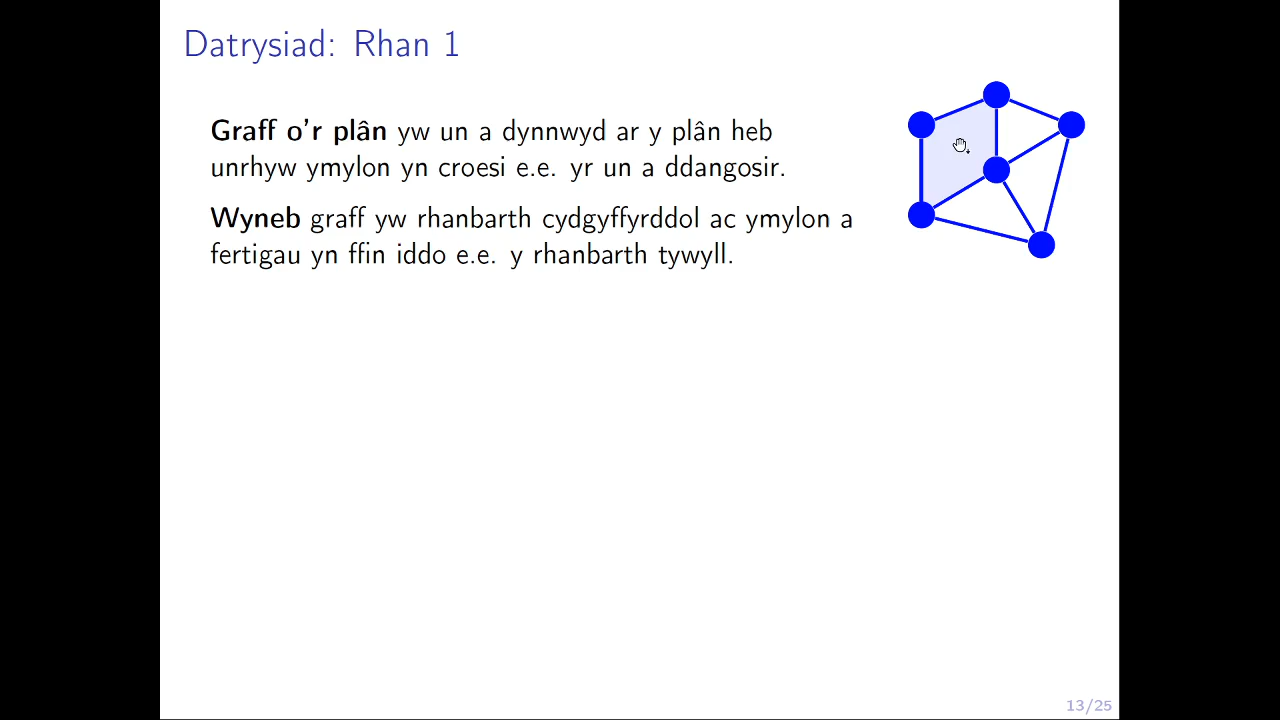 Datrysiad: Rhan 1
Graff o'r plân yw un a dynnwyd ar y plân heb
unrhyw ymylon yn croesi e.e. yr un a ddangosir.
Wyneb graff yw rhanbarth cydgyffyrddol ac ymylon a
fertigau yn ffin iddo e.e. y rhanbarth tywyll.
13/25